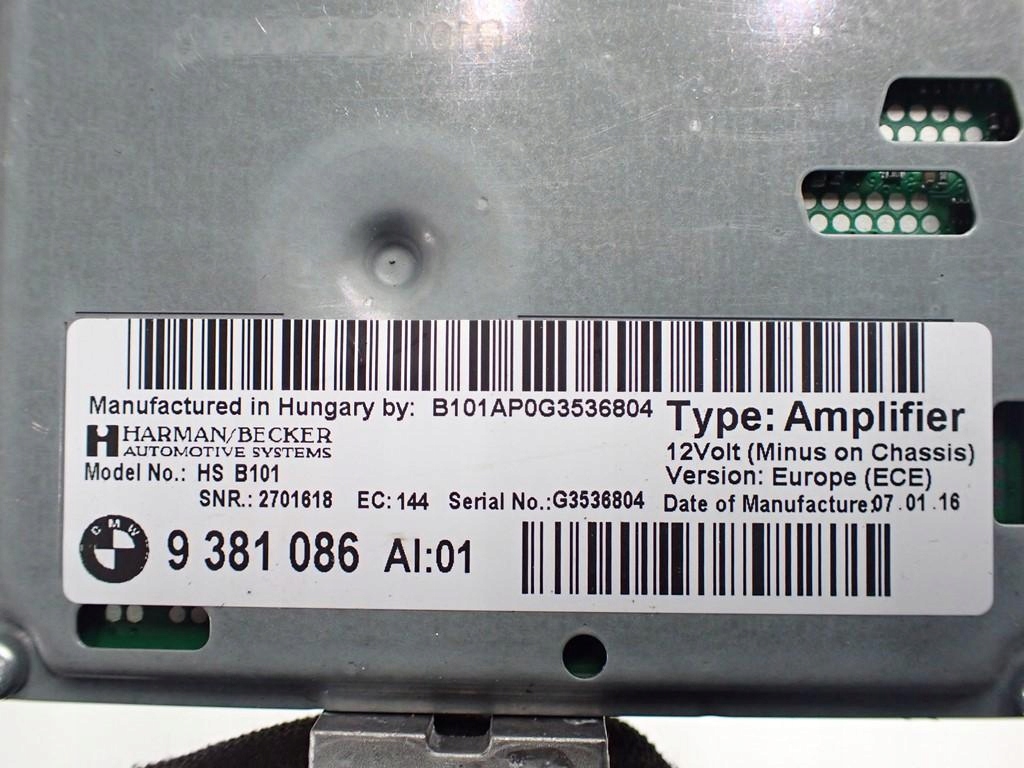 Manufactured in Hungary by: B101AP0G3536804
HARMAN/BECKER
AUTOMOTIVE SYSTEMS
Model No.: HS B101
SNR.: 2701618 EC: 144 Serial No.:G3536804
Type: Amplifier
12Volt (Minus on Chassis)
Version: Europe (ECE)
Date of Manufacture:07.01.16
BMW
9 381 086 AI:01